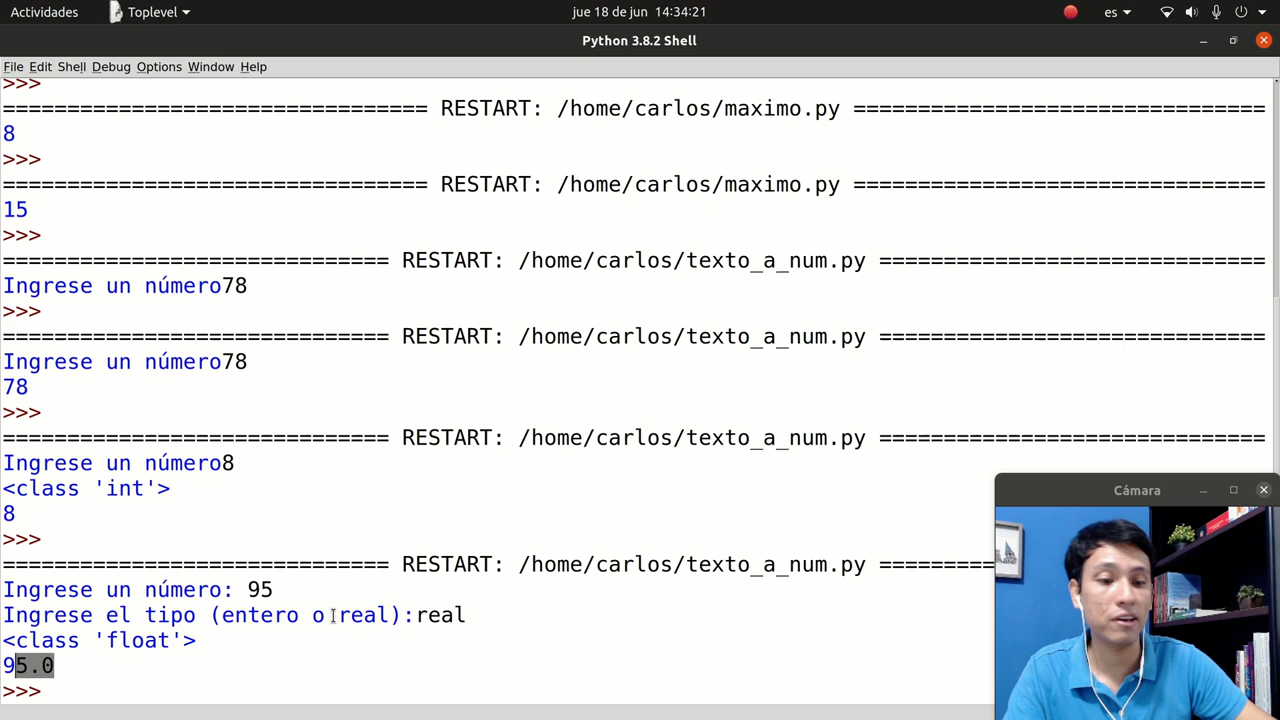 Actividades Toplevel jue 18 de jun 14:34:21 es
Python 3.8.2 Shell
File Edit Shell Debug Options Window Help
>>>
================================= RESTART: /home/carlos/maximo.py ================================
8
>>>
================================= RESTART: /home/carlos/maximo.py ================================
15
>>>
============================== RESTART: /home/carlos/texto_a_num.py ==============================
Ingrese un número78
>>>
============================== RESTART: /home/carlos/texto_a_num.py ==============================
Ingrese un número78
78
>>>
============================== RESTART: /home/carlos/texto_a_num.py ==============================
Ingrese un número8
<class 'int'>
8
>>>
============================== RESTART: /home/carlos/texto_a_num.py =========
Ingrese un número: 95
Ingrese el tipo (entero o real):real
<class 'float'>
95.0
>>>
Cámara